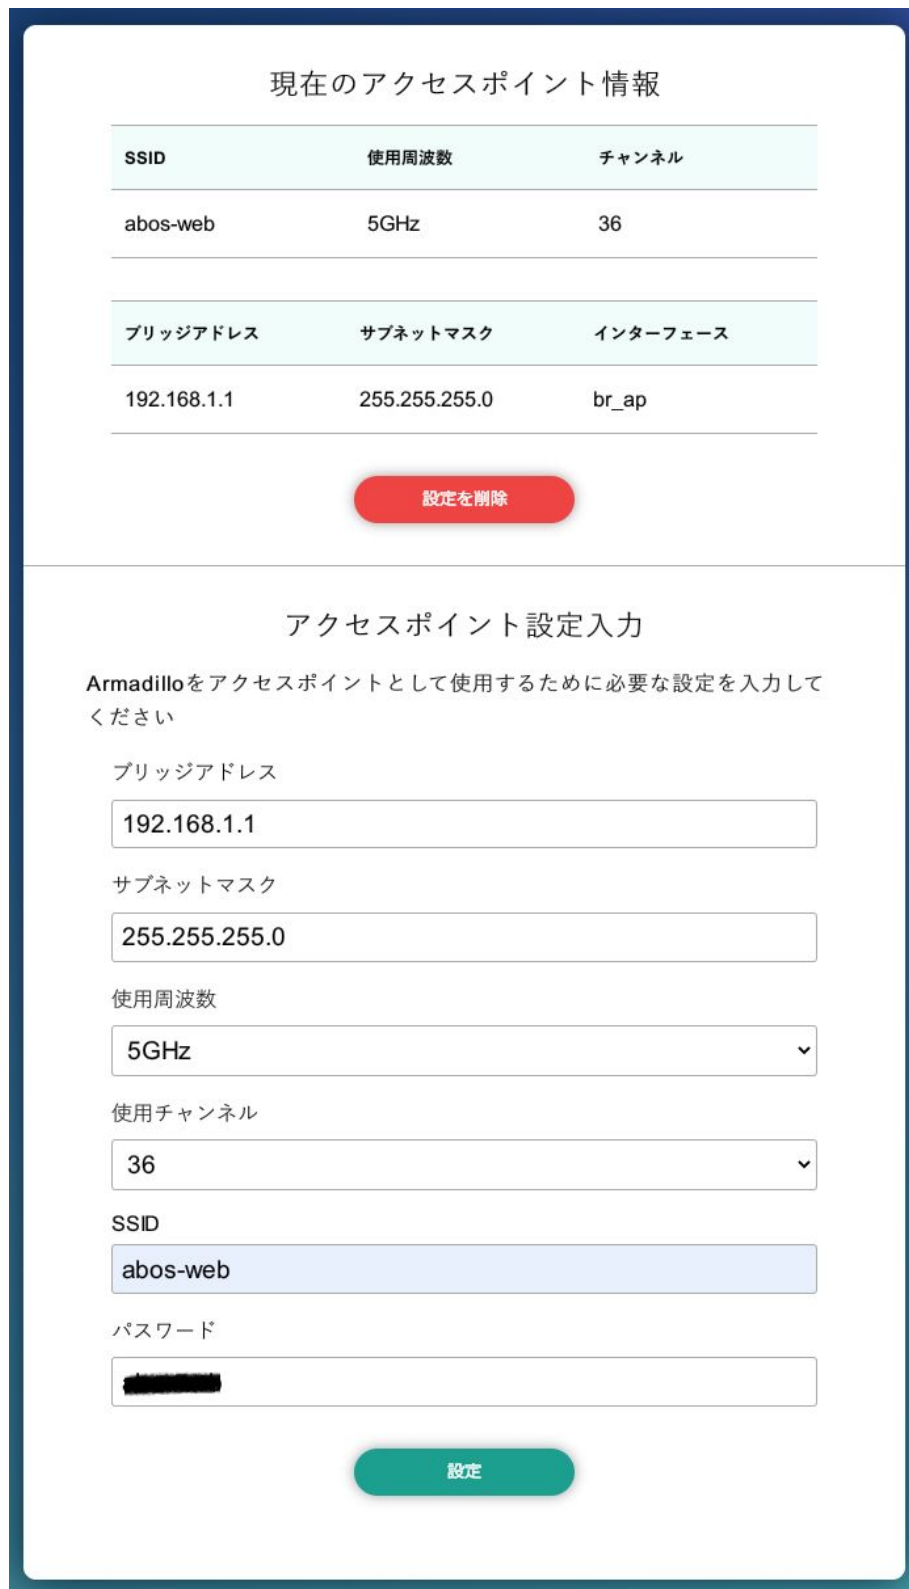 現在のアクセスポイント情報
SSID 使用周波数 チャンネル
abos-web 5GHz 36
ブリッジアドレス サブネットマスク インターフェース
192.168.1.1 255.255.255.0 br_ap
設定を削除
アクセスポイント設定入力
Armadilloをアクセスポイントとして使用するために必要な設定を入力して
ください
ブリッジアドレス
192.168.1.1
サブネットマスク
255.255.255.0
使用周波数
5GHz
使用チャンネル
36
SSID
abos-web
パスワード
設定